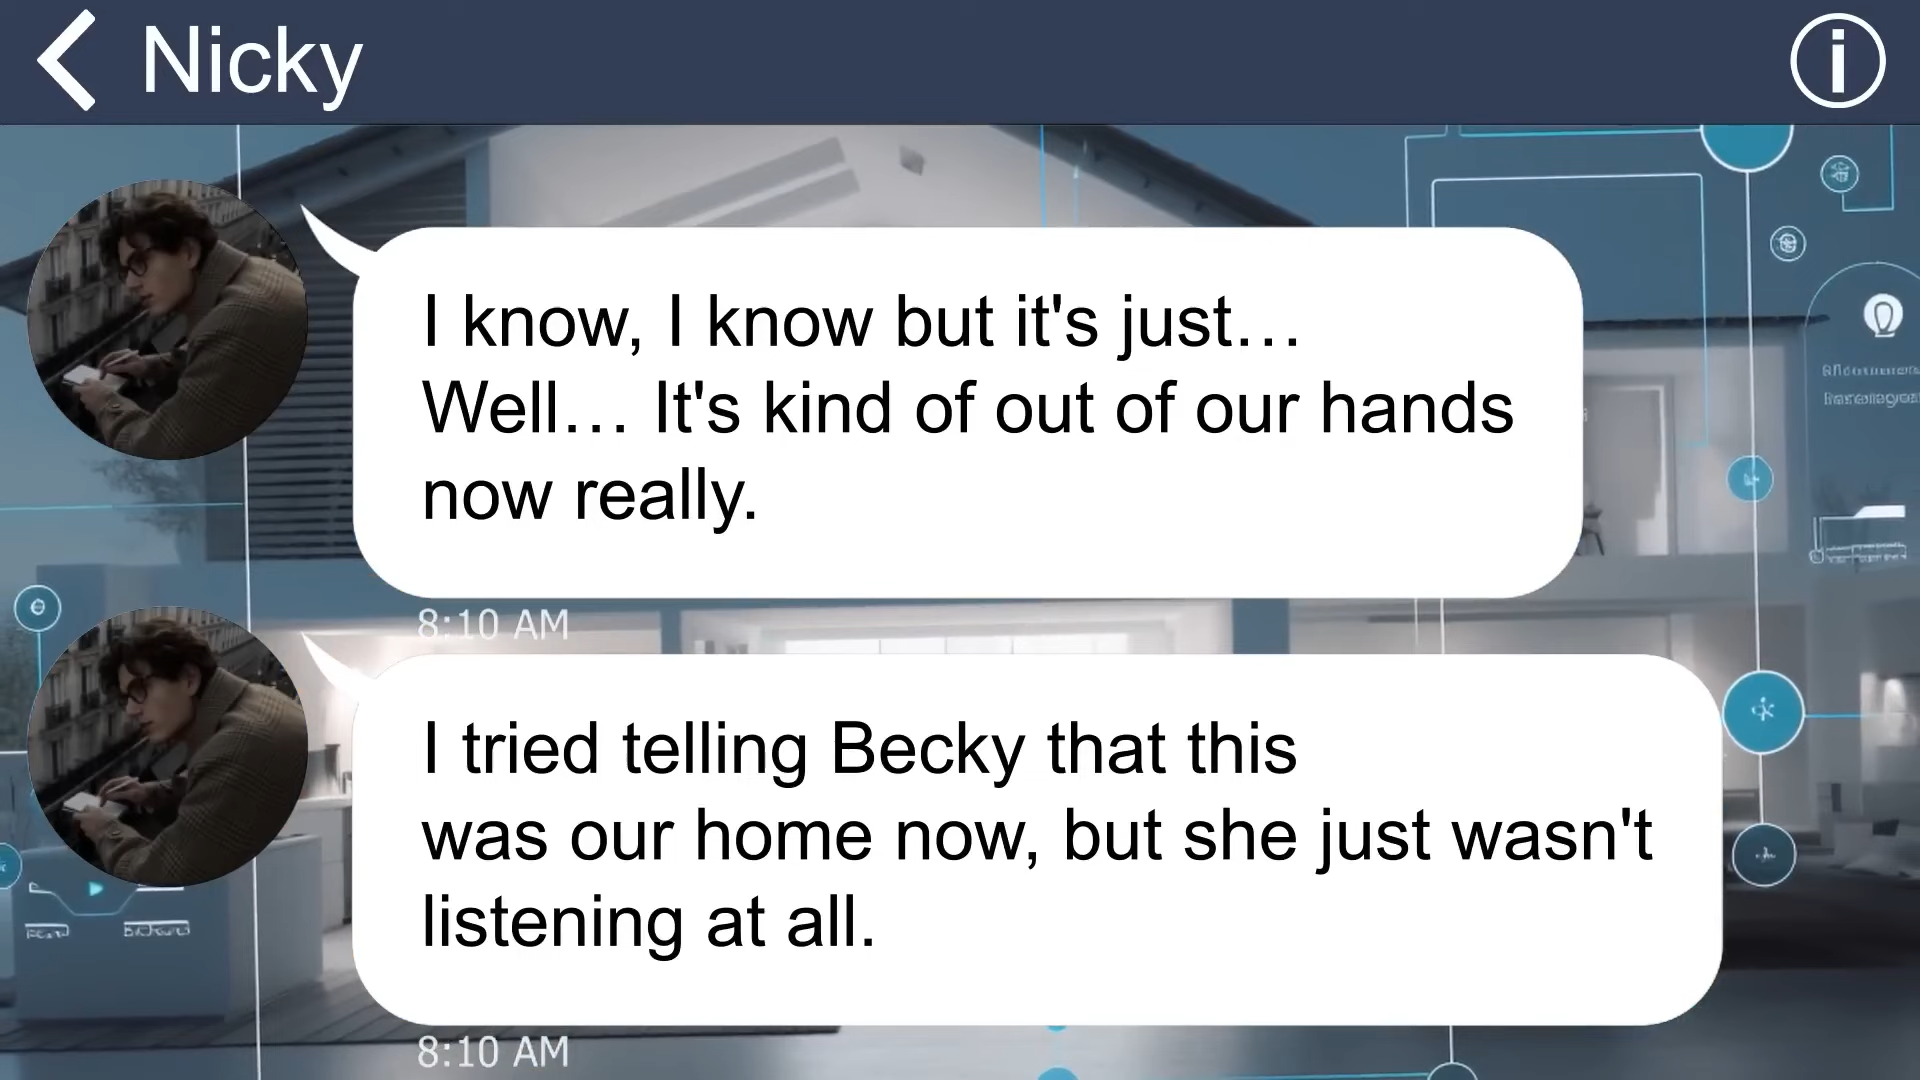 Nicky
I know, I know but it's just…
Well… It's kind of out of our hands
now really.
8:10 AM
I tried telling Becky that this
was our home now, but she just wasn't
listening at all.
8:10 AM